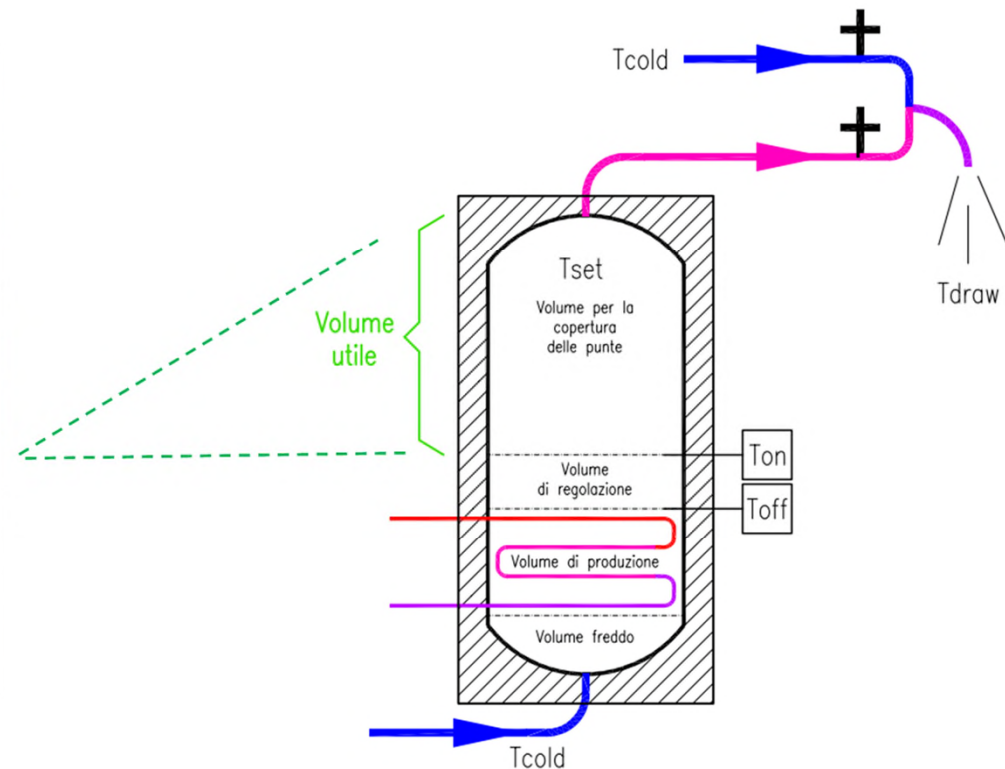 Tcold
Tdraw
Tset
Volume per la
copertura
delle punte
Volume
utile
Ton
Volume
di regolazione
Toff
Volume di produzione
Volume freddo
Tcold